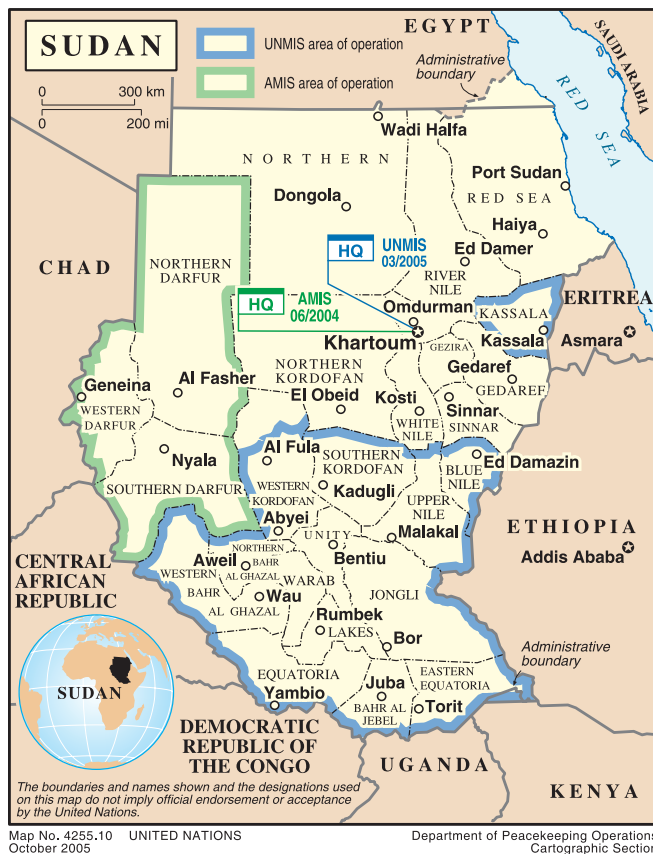 SUDAN
UNMIS area of operation
AMIS area of operation
0 300 km
0 200 mi
EGYPT
Administrative
boundary
SAUDI ARABIA
RED SEA
Wadi Halfa
NORTHERN
Port Sudan
RED SEA
Dongola
Haiya
HQ UNMIS
03/2005
Ed Damer
CHAD
NORTHERN
DARFUR
RIVER
NILE
HQ AMIS
06/2004
ERITREA
Omdurman
KASSALA
Khartoum
Kassala
Asmara
GEZIRA
NORTHERN
KORDOFAN
Gedaref
GEDAREF
Geneina
Al Fasher
El Obeid
Kosti
Sinnar
SINNAR
WESTERN
DARFUR
WHITE
NILE
Al Fula
SOUTHERN
KORDOFAN
Ed Damazin
BLUE
NILE
Nyala
SOUTHERN DARFUR
WESTERN
KORDOFAN
Kadugli
UPPER
NILE
Abyei
UNITY
Malakal
ETHIOPIA
Addis Ababa
Bentiu
CENTRAL
AFRICAN
REPUBLIC
Aweil
NORTHERN
BAHR
AL GHAZAL
WESTERN
BAHR
AL GHAZAL
WARAB
Wau
JONGLI
Rumbek
LAKES
Bor
Administrative
boundary
SUDAN
EQUATORIA
Yambio
Juba
BAHR AL
JEBEL
EASTERN
EQUATORIA
Torit
DEMOCRATIC
REPUBLIC OF
THE CONGO
UGANDA
KENYA
The boundaries and names shown and the designations used
on this map do not imply official endorsement or acceptance
by the United Nations.
Map No. 4255.10 UNITED NATIONS
October 2005
Department of Peacekeeping Operations
Cartographic Section